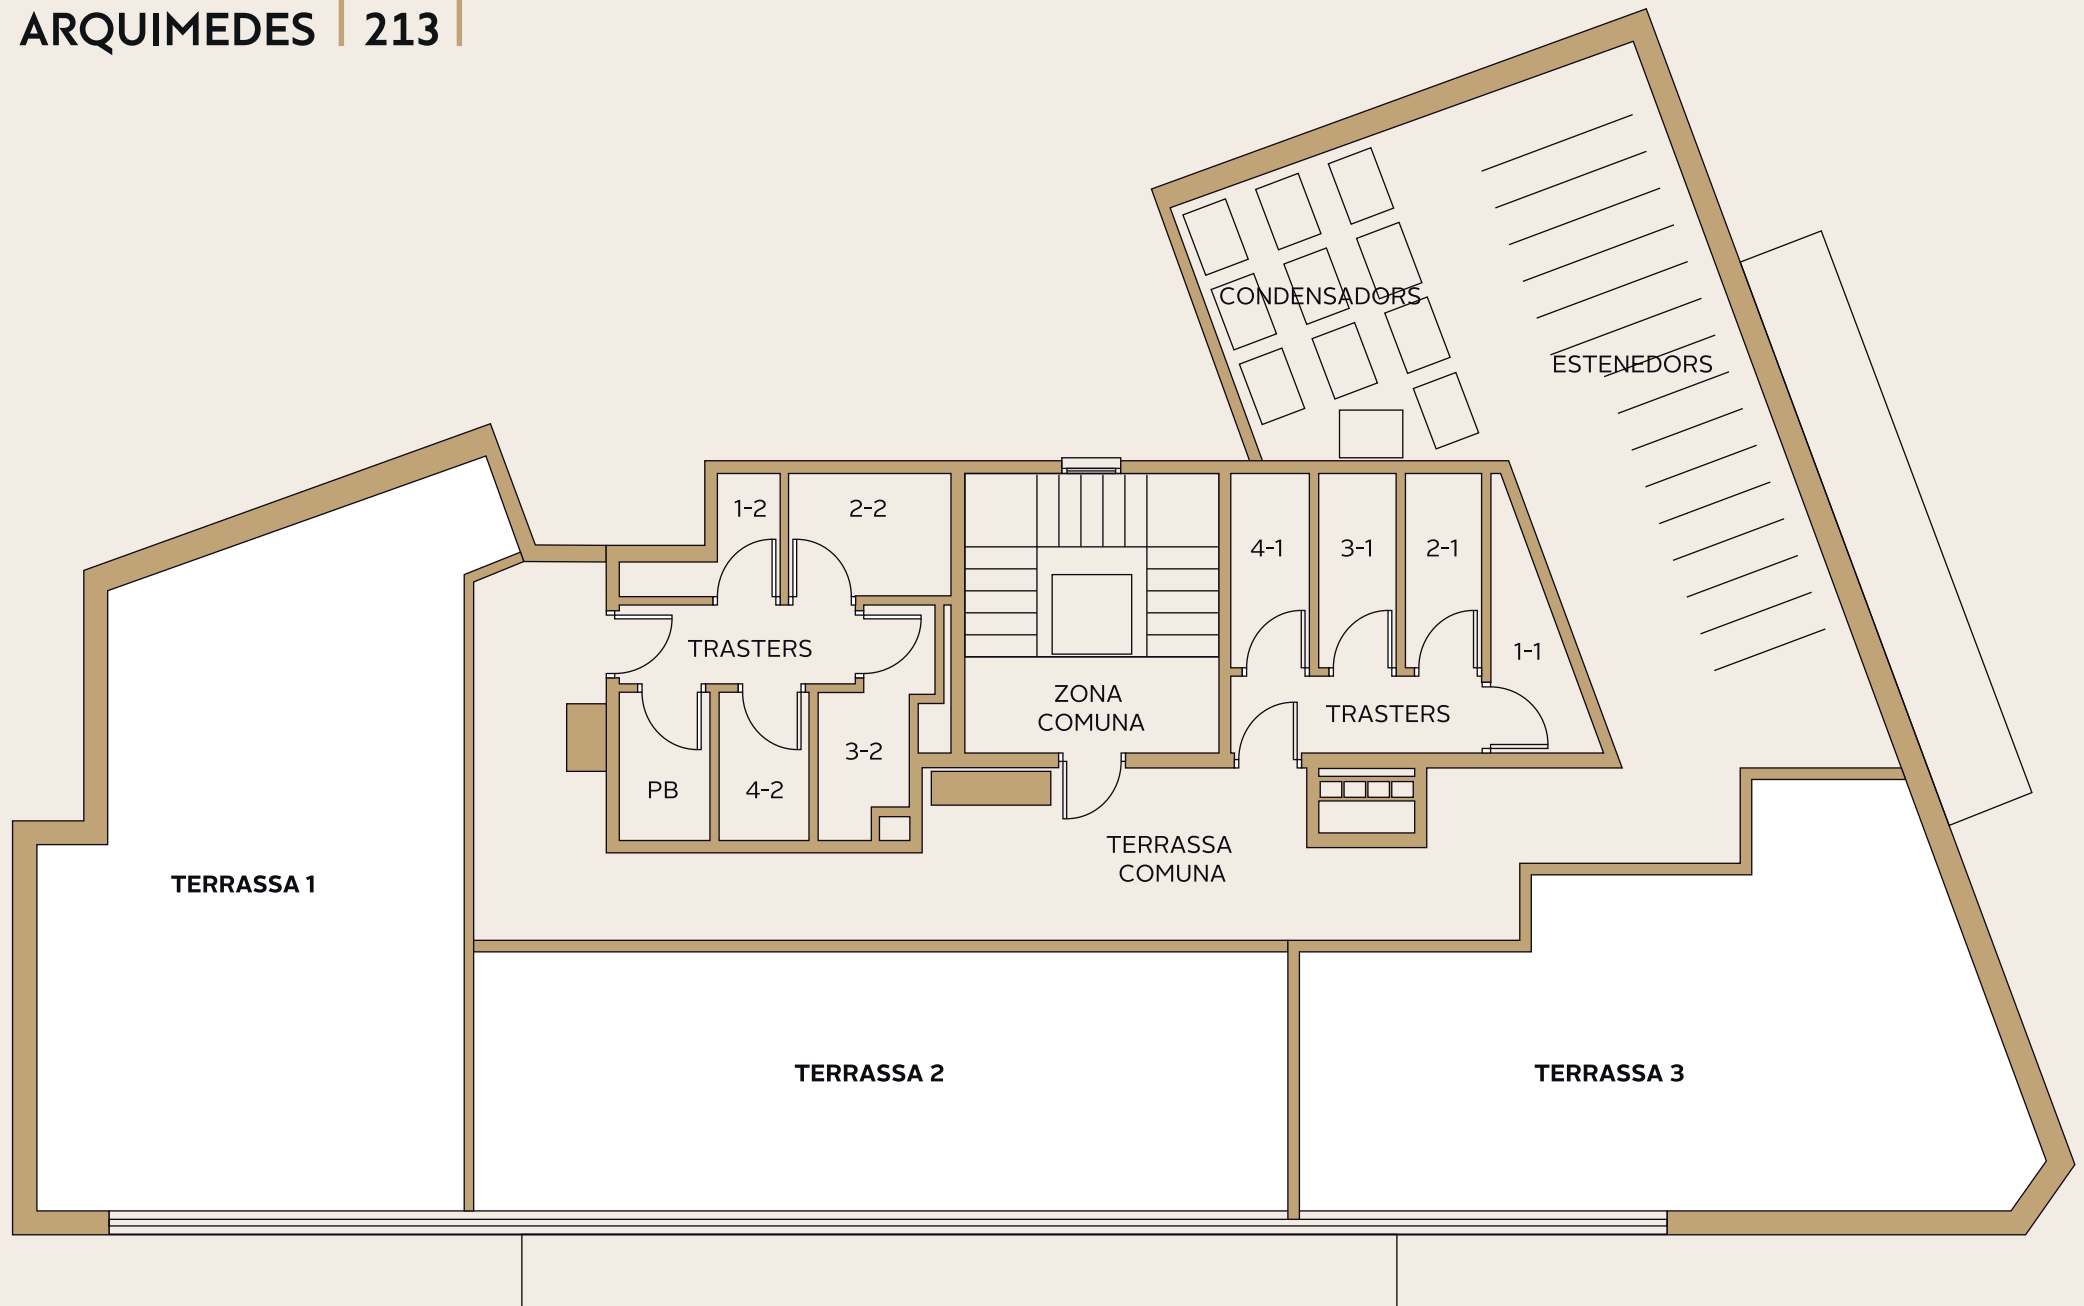 ARQUIMEDES | 213 |
CONDENSADORS
ESTENEDORS
1-2
2-2
4-1
3-1
2-1
1-1
TRASTERS
ZONA
COMUNA
TRASTERS
3-2
PB
4-2
TERRASSA
COMUNA
TERRASSA 1
TERRASSA 2
TERRASSA 3